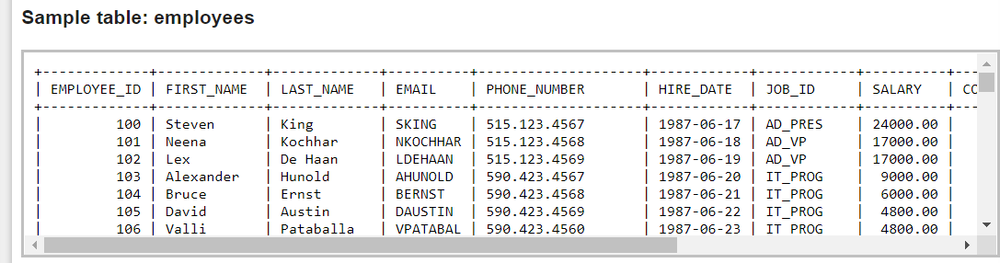 Sample table: employees
+-------------+-------------+-------------+----------+--------------------+------------+------------+----------+---
| EMPLOYEE_ID | FIRST_NAME | LAST_NAME | EMAIL | PHONE_NUMBER | HIRE_DATE | JOB_ID | SALARY | CO
+-------------+-------------+-------------+----------+--------------------+------------+------------+----------+---
| 100 | Steven | King | SKING | 515.123.4567 | 1987-06-17 | AD_PRES | 24000.00 |
| 101 | Neena | Kochhar | NKOCHHAR | 515.123.4568 | 1987-06-18 | AD_VP | 17000.00 |
| 102 | Lex | De Haan | LDEHAAN | 515.123.4569 | 1987-06-19 | AD_VP | 17000.00 |
| 103 | Alexander | Hunold | AHUNOLD | 590.423.4567 | 1987-06-20 | IT_PROG | 9000.00 |
| 104 | Bruce | Ernst | BERNST | 590.423.4568 | 1987-06-21 | IT_PROG | 6000.00 |
| 105 | David | Austin | DAUSTIN | 590.423.4569 | 1987-06-22 | IT_PROG | 4800.00 |
| 106 | Valli | Pataballa | VPATABAL | 590.423.4560 | 1987-06-23 | IT_PROG | 4800.00 |